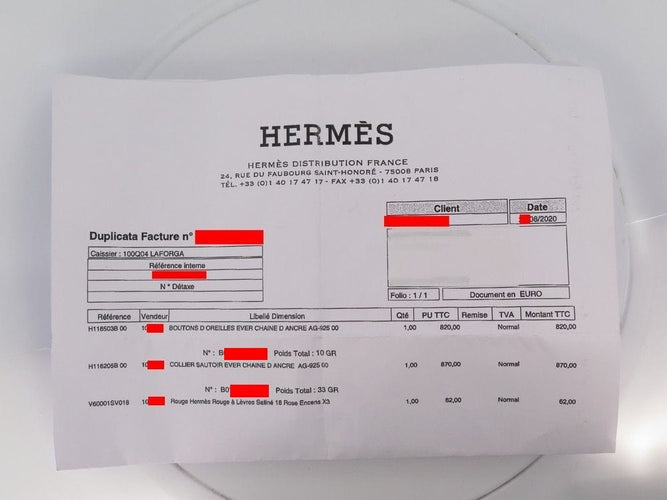 HERMÈS
HERMÈS DISTRIBUTION FRANCE
24, RUE DU FAUBOURG SAINT-HONORÉ - 75008 PARIS
TÉL. +33 (0)1 40 17 47 17 - FAX +33 (0)1 40 17 47 18
Client Date
08/2020
Duplicata Facture n°
Caissier : 100Q04 LAFORGA
Référence interne
N° Détaxe
Folio : 1 / 1 Document en EURO
Référence Vendeur Libellé Dimension Qté PU TTC Remise TVA Montant TTC
H116503B 00 10 BOUTONS D OREILLES EVER CHAINE D ANCRE AG-925 00 1,00 820,00 Normal 820,00
N° : B Poids Total : 10 GR
H116205B 00 10 COLLIER SAUTOIR EVER CHAINE D ANCRE AG-925 00 1,00 870,00 Normal 870,00
N° : B0 Poids Total : 33 GR
V60001SV018 10 Rouge Hermès Rouge à Lèvres Satiné 18 Rose Encens X3 1,00 62,00 Normal 62,00